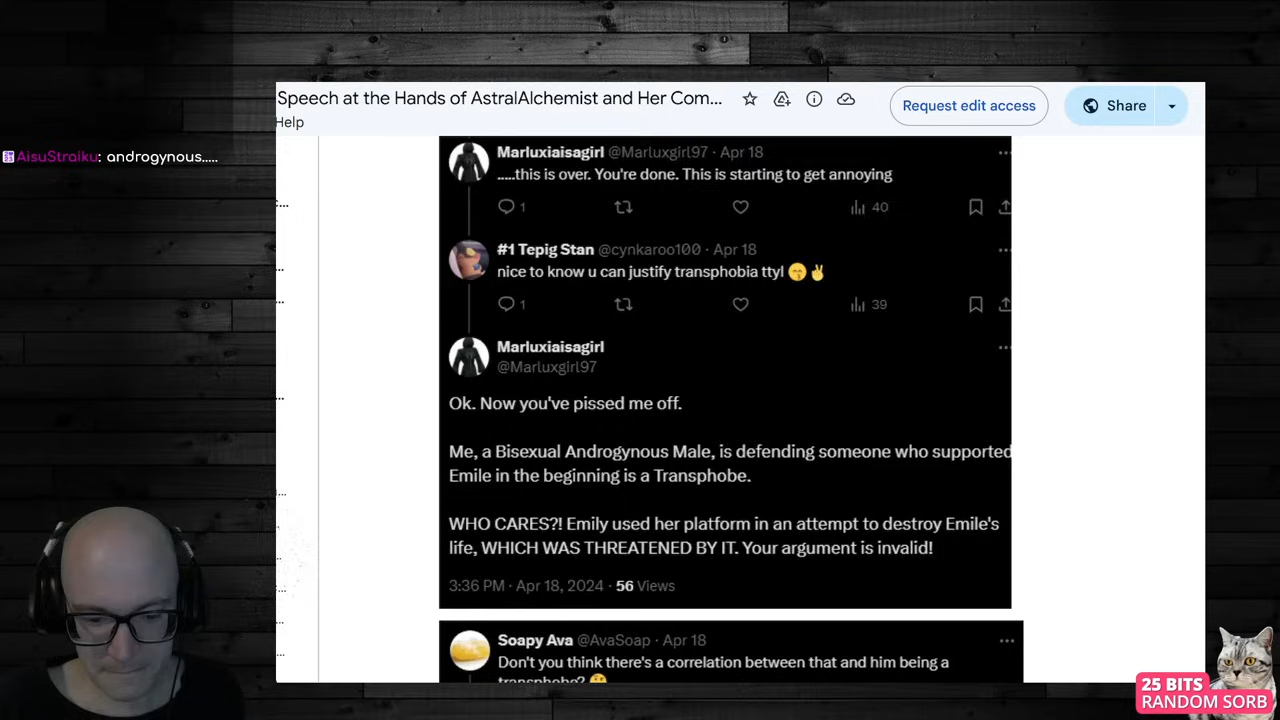 Speech at the Hands of AstralAlchemist and Her Com...
Request edit access
Share
Help
AisuStraiku: androgynous.....
Marluxiaisagirl @Marluxgirl97 · Apr 18
.....this is over. You're done. This is starting to get annoying
1
40
#1 Tepig Stan @cynkaroo100 · Apr 18
nice to know u can justify transphobia ttyl 🤭✌️
1
39
Marluxiaisagirl
@Marluxgirl97
Ok. Now you've pissed me off.
Me, a Bisexual Androgynous Male, is defending someone who supported
Emile in the beginning is a Transphobe.
WHO CARES?! Emily used her platform in an attempt to destroy Emile's
life, WHICH WAS THREATENED BY IT. Your argument is invalid!
3:36 PM · Apr 18, 2024 · 56 Views
Soapy Ava @AvaSoap · Apr 18
Don't you think there's a correlation between that and him being a
transphobe? 🤔
25 BITS
RANDOM SORB